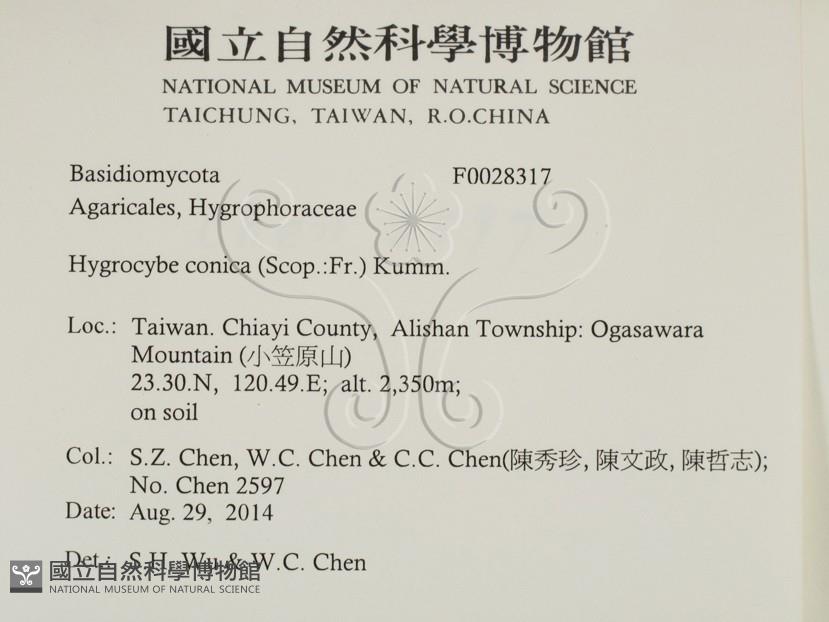 國立自然科學博物館
NATIONAL MUSEUM OF NATURAL SCIENCE
TAICHUNG, TAIWAN, R.O.CHINA
Basidiomycota F0028317
Agaricales, Hygrophoraceae
Hygrocybe conica (Scop.:Fr.) Kumm.
Loc.: Taiwan. Chiayi County, Alishan Township: Ogasawara
Mountain (小笠原山)
23.30.N, 120.49.E; alt. 2,350m;
on soil
Col.: S.Z. Chen, W.C. Chen & C.C. Chen(陳秀珍, 陳文政, 陳哲志);
No. Chen 2597
Date: Aug. 29, 2014
Det.: S.H. Wu & W.C. Chen
國立自然科學博物館
NATIONAL MUSEUM OF NATURAL SCIENCE